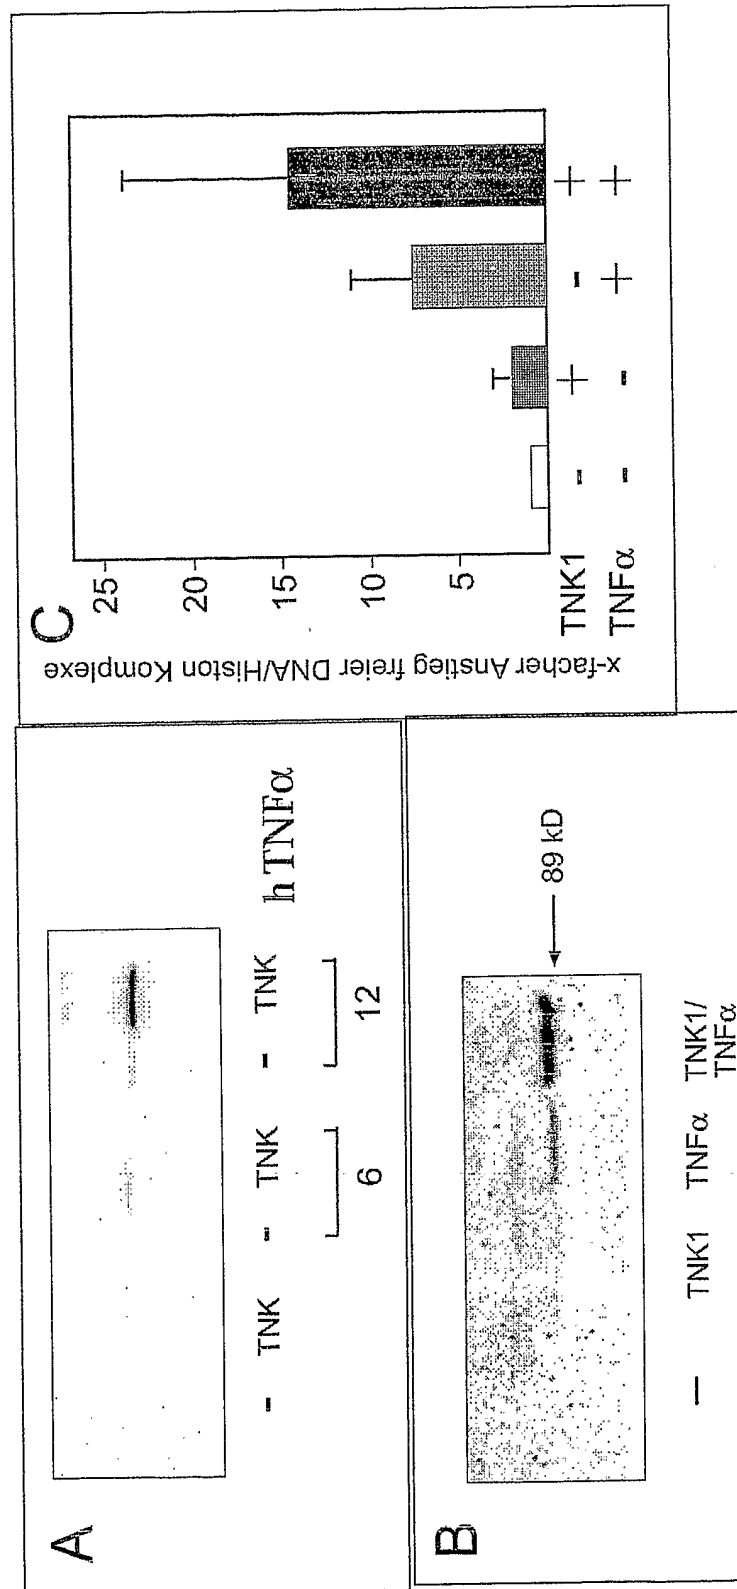 A
- TNK - TNK - TNK hTNFα
6 12
B
89 kD
— TNK1 TNFα TNK1/
TNFα
C
x-facher Anstieg freier DNA/Histon Komplexe
25
20
15
10
5
TNK1 - + - +
TNFα - - + +